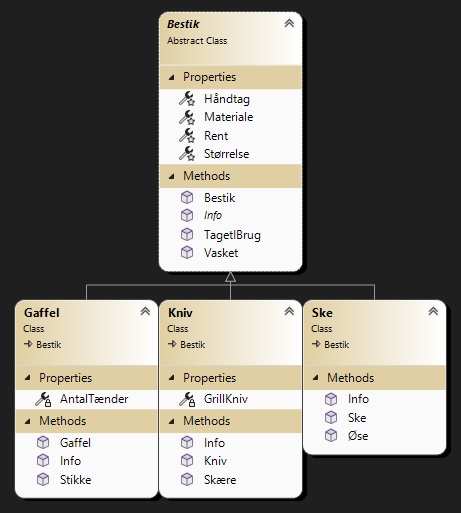 Bestik
Abstract Class
Properties
Håndtag
Materiale
Rent
Størrelse
Methods
Bestik
Info
TagetIBrug
Vasket
Gaffel
Class
Bestik
Properties
AntalTænder
Methods
Gaffel
Info
Stikke
Kniv
Class
Bestik
Properties
GrillKniv
Methods
Info
Kniv
Skære
Ske
Class
Bestik
Methods
Info
Ske
Øse